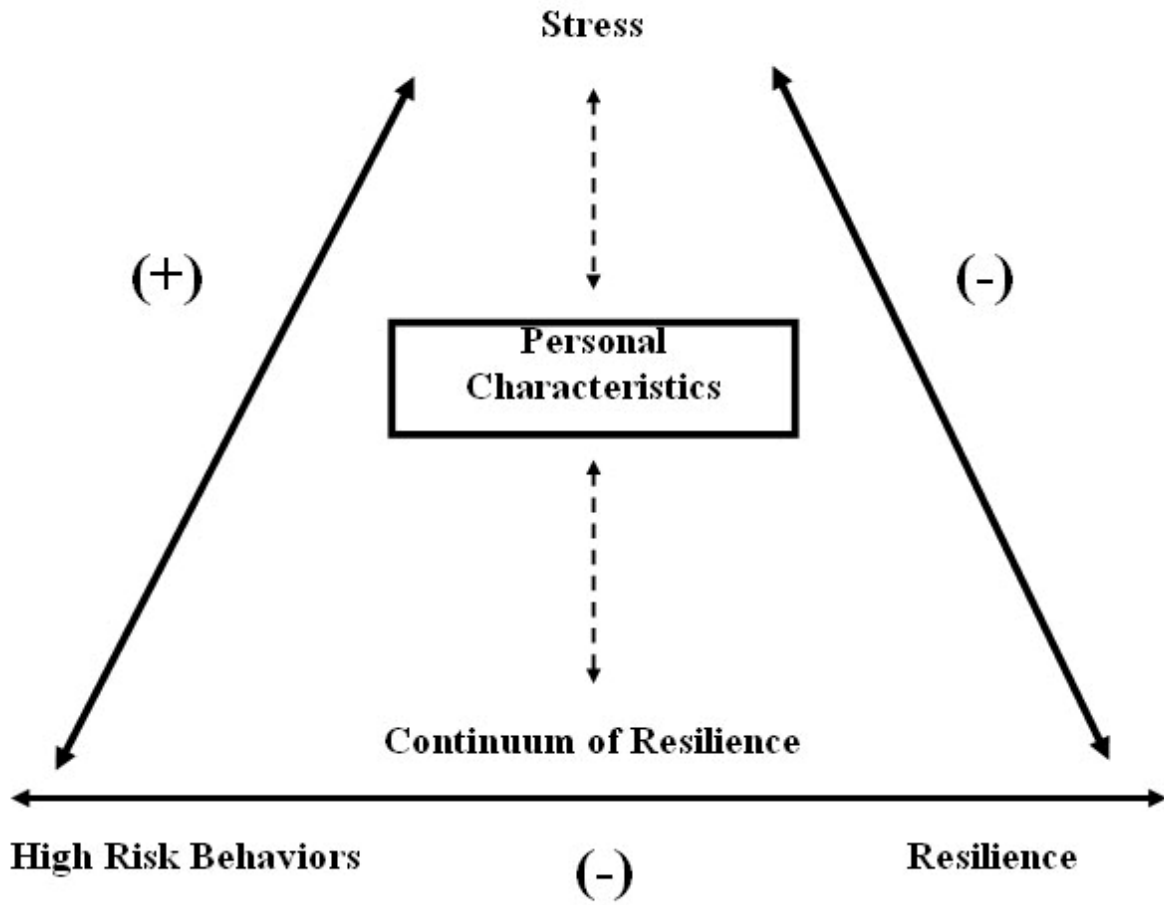 Stress
(+)
(-)
Personal
Characteristics
Continuum of Resilience
High Risk Behaviors
(-)
Resilience